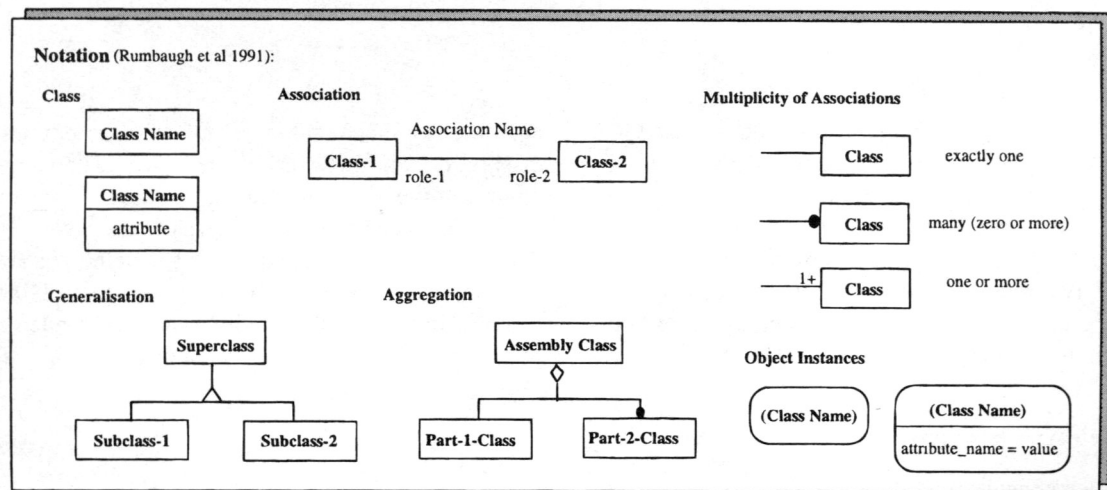 Notation (Rumbaugh et al 1991):
Class
Class Name
Class Name
attribute
Association
Association Name
Class-1
Class-2
role-1
role-2
Multiplicity of Associations
Class
exactly one
Class
many (zero or more)
1+
Class
one or more
Generalisation
Superclass
Subclass-1
Subclass-2
Aggregation
Assembly Class
Part-1-Class
Part-2-Class
Object Instances
(Class Name)
(Class Name)
attribute_name = value